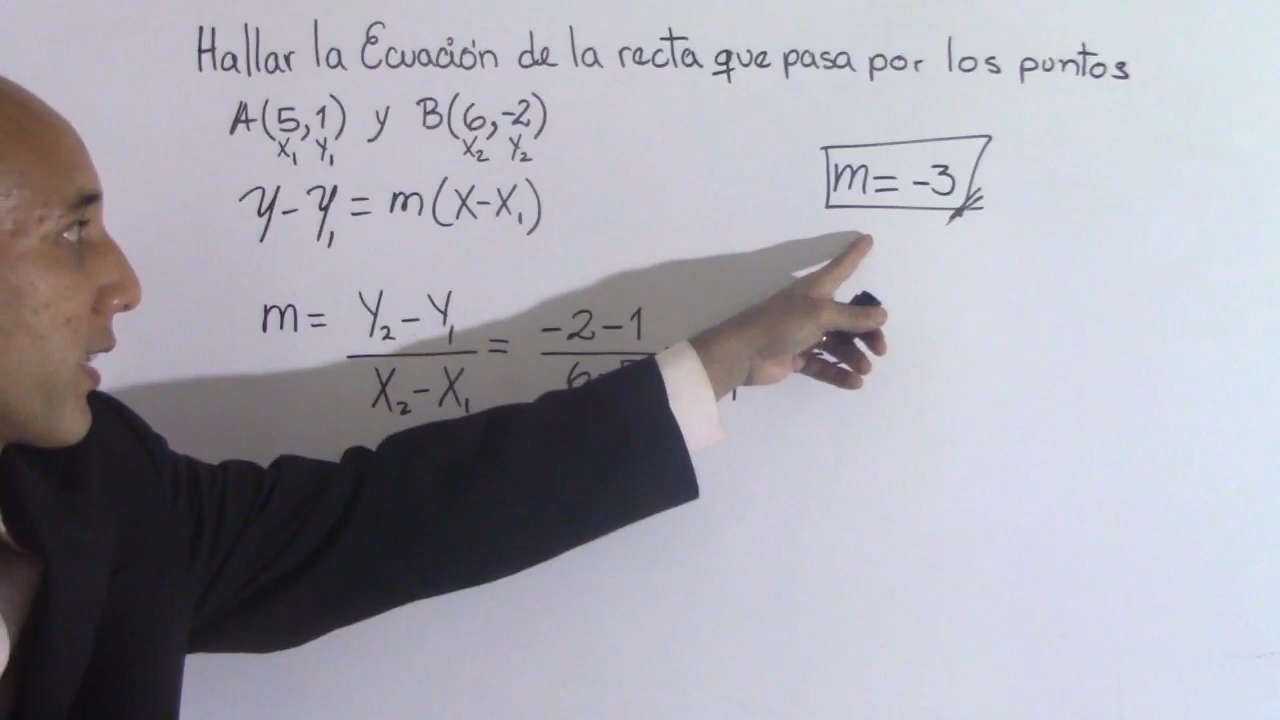 Hallar la Ecuación de la recta que pasa por los puntos
A(5,1) y B(6,-2)
X₁ Y₁ X₂ Y₂
m = -3
y - y₁ = m(x - x₁)
m = Y₂ - Y₁ = -2 - 1
X₂ - X₁ 6 -